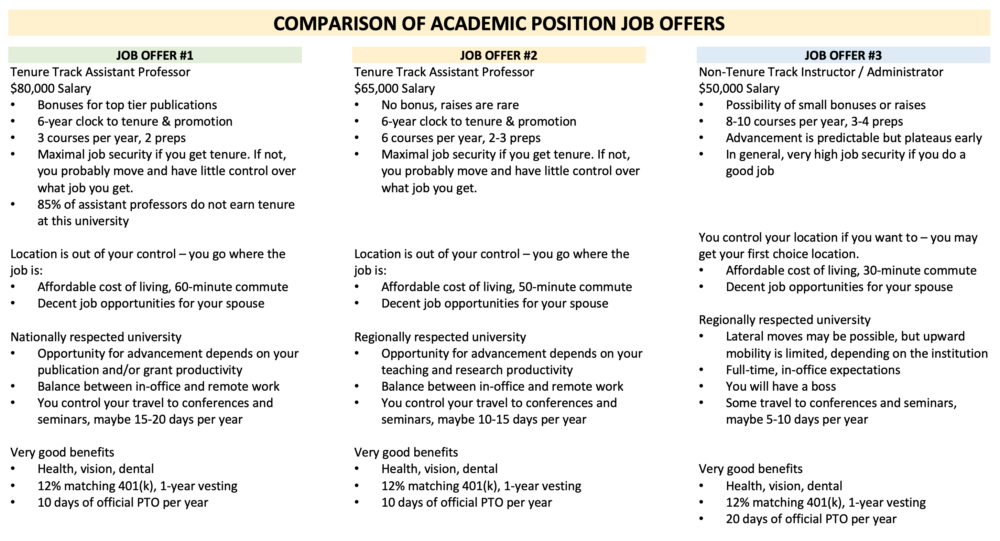 COMPARISON OF ACADEMIC POSITION JOB OFFERS
JOB OFFER #1
Tenure Track Assistant Professor
$80,000 Salary
• Bonuses for top tier publications
• 6-year clock to tenure & promotion
• 3 courses per year, 2 preps
• Maximal job security if you get tenure. If not,
you probably move and have little control over
what job you get.
• 85% of assistant professors do not earn tenure
at this university
Location is out of your control – you go where the
job is:
• Affordable cost of living, 60-minute commute
• Decent job opportunities for your spouse
Nationally respected university
• Opportunity for advancement depends on your
publication and/or grant productivity
• Balance between in-office and remote work
• You control your travel to conferences and
seminars, maybe 15-20 days per year
Very good benefits
• Health, vision, dental
• 12% matching 401(k), 1-year vesting
• 10 days of official PTO per year
JOB OFFER #2
Tenure Track Assistant Professor
$65,000 Salary
• No bonus, raises are rare
• 6-year clock to tenure & promotion
• 6 courses per year, 2-3 preps
• Maximal job security if you get tenure. If not,
you probably move and have little control over
what job you get.
Location is out of your control – you go where the
job is:
• Affordable cost of living, 50-minute commute
• Decent job opportunities for your spouse
Regionally respected university
• Opportunity for advancement depends on your
teaching and research productivity
• Balance between in-office and remote work
• You control your travel to conferences and
seminars, maybe 10-15 days per year
Very good benefits
• Health, vision, dental
• 12% matching 401(k), 1-year vesting
• 10 days of official PTO per year
JOB OFFER #3
Non-Tenure Track Instructor / Administrator
$50,000 Salary
• Possibility of small bonuses or raises
• 8-10 courses per year, 3-4 preps
• Advancement is predictable but plateaus early
• In general, very high job security if you do a
good job
You control your location if you want to – you may
get your first choice location.
• Affordable cost of living, 30-minute commute
• Decent job opportunities for your spouse
Regionally respected university
• Lateral moves may be possible, but upward
mobility is limited, depending on the institution
• Full-time, in-office expectations
• You will have a boss
• Some travel to conferences and seminars,
maybe 5-10 days per year
Very good benefits
• Health, vision, dental
• 12% matching 401(k), 1-year vesting
• 20 days of official PTO per year